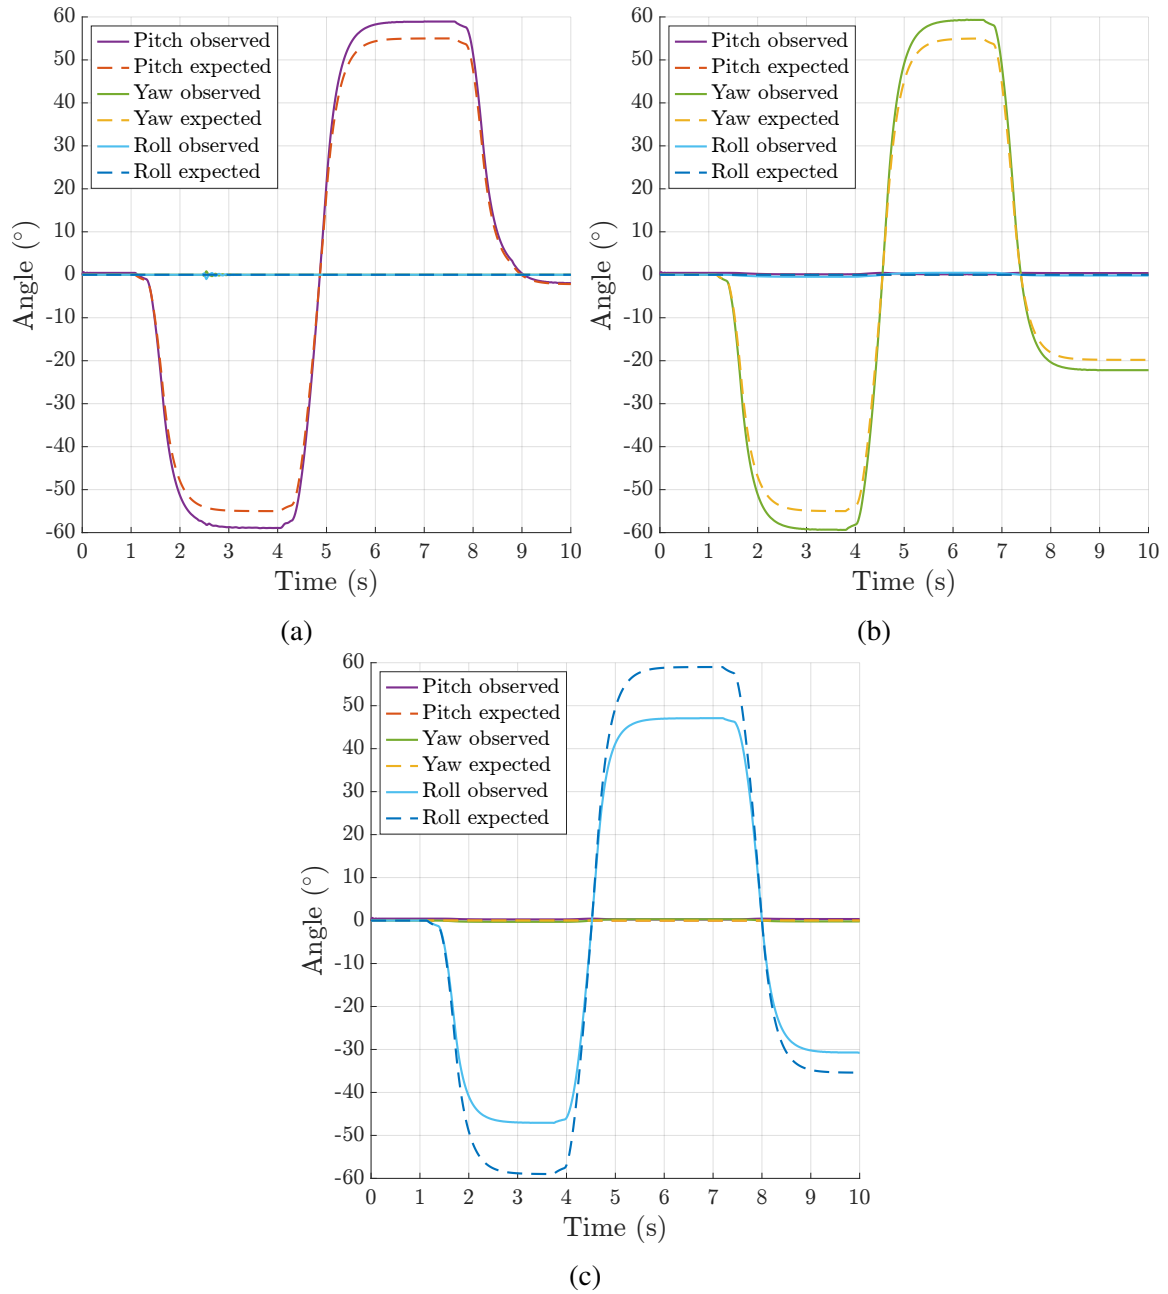 60
50
40
30
20
10
0
-10
-20
-30
-40
-50
-60
Angle (°)
Pitch observed
Pitch expected
Yaw observed
Yaw expected
Roll observed
Roll expected
0 1 2 3 4 5 6 7 8 9 10
Time (s)
(a)
60
50
40
30
20
10
0
-10
-20
-30
-40
-50
-60
Angle (°)
Pitch observed
Pitch expected
Yaw observed
Yaw expected
Roll observed
Roll expected
0 1 2 3 4 5 6 7 8 9 10
Time (s)
(b)
60
50
40
30
20
10
0
-10
-20
-30
-40
-50
-60
Angle (°)
Pitch observed
Pitch expected
Yaw observed
Yaw expected
Roll observed
Roll expected
0 1 2 3 4 5 6 7 8 9 10
Time (s)
(c)